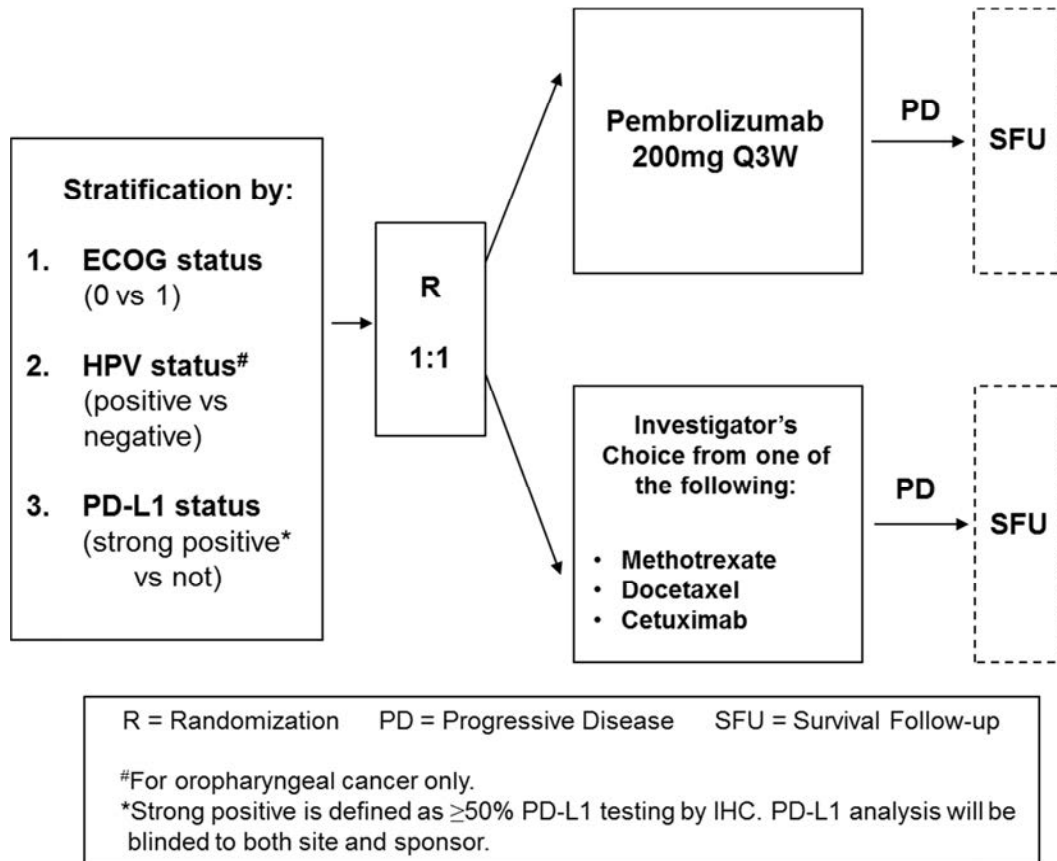 Stratification by:
1. ECOG status
(0 vs 1)
2. HPV status#
(positive vs
negative)
3. PD-L1 status
(strong positive*
vs not)
R
1:1
Pembrolizumab
200mg Q3W
PD
SFU
Investigator’s
Choice from one of
the following:
• Methotrexate
• Docetaxel
• Cetuximab
PD
SFU
R = Randomization PD = Progressive Disease SFU = Survival Follow-up
#For oropharyngeal cancer only.
*Strong positive is defined as ≥50% PD-L1 testing by IHC. PD-L1 analysis will be
blinded to both site and sponsor.